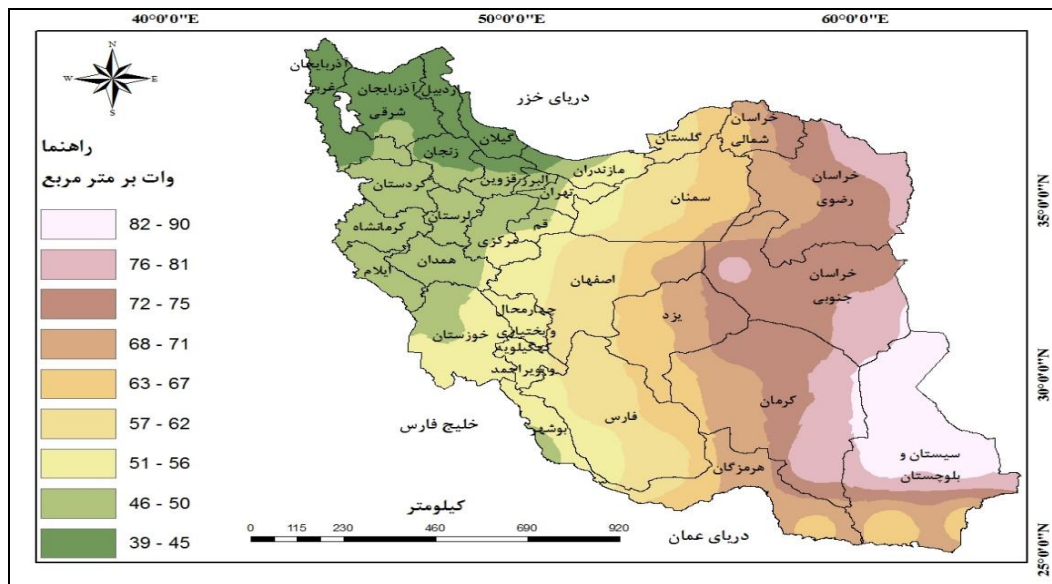 40°0'0"E
50°0'0"E
60°0'0"E
N
W
E
S
دریای خزر
راهنما
وات بر متر مربع
82 - 90
76 - 81
72 - 75
68 - 71
63 - 67
57 - 62
51 - 56
46 - 50
39 - 45
آذربایجان
غربی
آذربایجان
شرقی
اردبیل
گیلان
زنجان
کردستان
قزوین
البرز
تهران
مازندران
گلستان
خراسان
شمالی
خراسان
رضوی
سمنان
کرمانشاه
لرستان
مرکزی
قم
همدان
ایلام
اصفهان
خراسان
جنوبی
یزد
خوزستان
چهارمحال
و بختیاری
کهگیلویه
و بویراحمد
فارس
کرمان
بوشهر
هرمزگان
سیستان و
بلوچستان
خلیج فارس
دریای عمان
کیلومتر
0 115 230 460 690 920
35°0'0"N
30°0'0"N
25°0'0"N